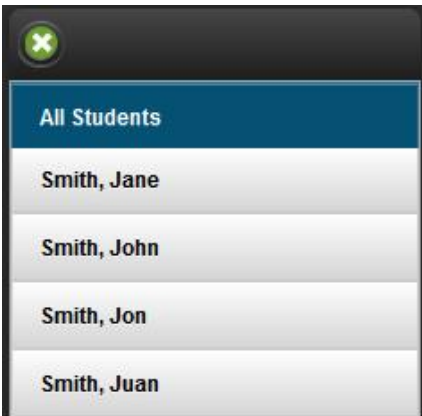 All Students
Smith, Jane
Smith, John
Smith, Jon
Smith, Juan